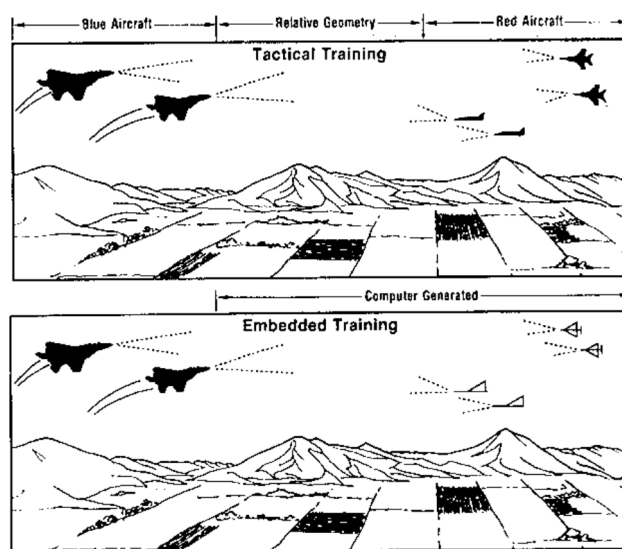 Blue Aircraft
Relative Geometry
Red Aircraft
Tactical Training
Computer Generated
Embedded Training